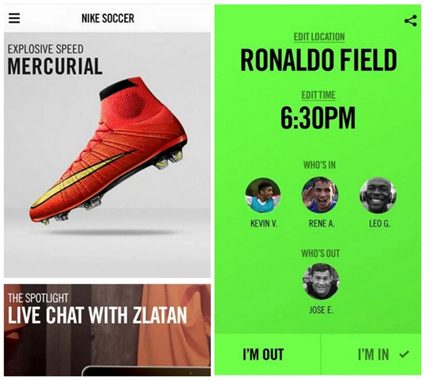 NIKE SOCCER
EXPLOSIVE SPEED
MERCURIAL
THE SPOTLIGHT
LIVE CHAT WITH ZLATAN
EDIT LOCATION
RONALDO FIELD
EDIT TIME
6:30PM
WHO'S IN
KEVIN V. RENE A. LEO G.
WHO'S OUT
JOSE E.
I'M OUT I'M IN